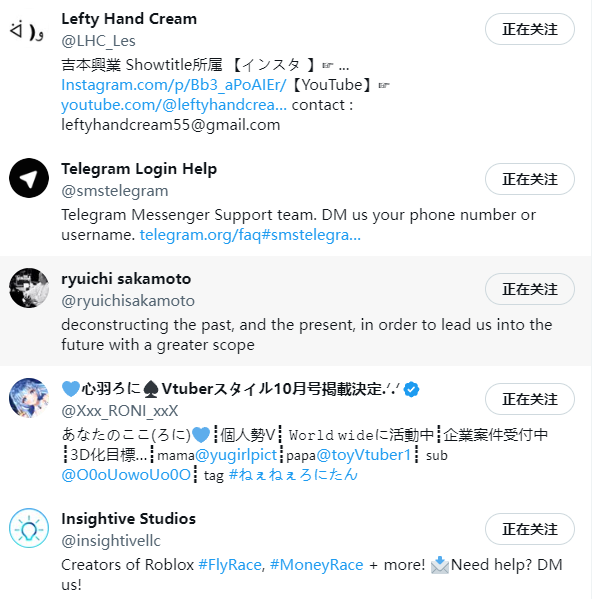 Lefty Hand Cream
正在关注
@LHC_Les
吉本興業 Showtitle所属 【インスタ 】☞ ...
Instagram.com/p/Bb3_aPoAIEr/【YouTube】☞
youtube.com/@leftyhandcrea... contact :
leftyhandcream55@gmail.com
Telegram Login Help
正在关注
@smstelegram
Telegram Messenger Support team. DM us your phone number or
username. telegram.org/faq#smstelegra...
ryuichi sakamoto
正在关注
@ryuichisakamoto
deconstructing the past, and the present, in order to lead us into the
future with a greater scope
💙心羽ろに♠Vtuberスタイル10月号掲載決定.ᐟ.ᐟ
正在关注
@Xxx_RONI_xxX
あなたのここ(ろに)💙┋個人勢V┋ World wideに活動中┋企業案件受付中
┋3D化目標...┋mama@yugirlpict┋papa@toyVtuber1┋ sub
@O0oUowoUo0O┋ tag #ねぇねぇろにたん
Insightive Studios
正在关注
@insightivellc
Creators of Roblox #FlyRace, #MoneyRace + more! 📩Need help? DM
us!